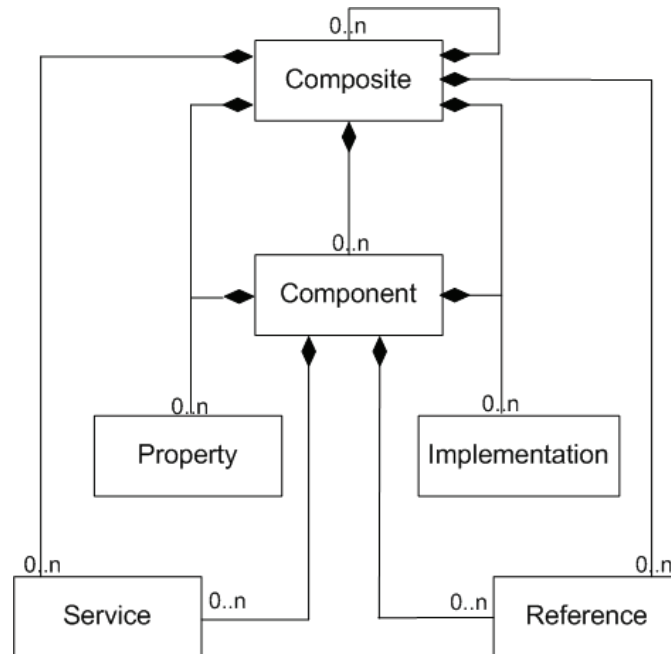 0..n
Composite
0..n
Component
0..n
0..n
Property
Implementation
0..n
0..n
0..n
0..n
Service
Reference